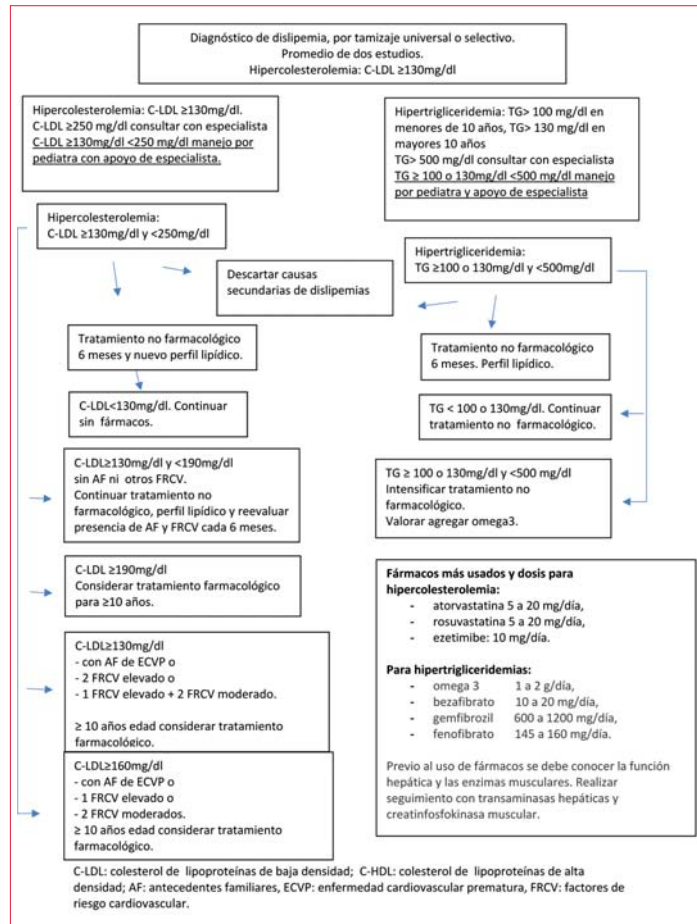 Diagnóstico de dislipemia, por tamizaje universal o selectivo.
Promedio de dos estudios.
Hipercolesterolemia: C-LDL ≥130mg/dl
Hipercolesterolemia: C-LDL ≥130mg/dl.
C-LDL ≥250 mg/dl consultar con especialista
C-LDL ≥130mg/dl <250 mg/dl manejo por
pediatra con apoyo de especialista.
Hipertrigliceridemia: TG> 100 mg/dl en
menores de 10 años, TG> 130 mg/dl en
mayores 10 años
TG> 500 mg/dl consultar con especialista
TG ≥ 100 o 130mg/dl <500 mg/dl manejo
por pediatra y apoyo de especialista
Hipercolesterolemia:
C-LDL ≥130mg/dl y <250mg/dl
Hipertrigliceridemia:
TG ≥100 o 130mg/dl y <500mg/dl
Descartar causas
secundarias de dislipemias
Tratamiento no farmacológico
6 meses y nuevo perfil lipídico.
Tratamiento no farmacológico
6 meses. Perfil lipídico.
C-LDL<130mg/dl. Continuar
sin fármacos.
TG < 100 o 130mg/dl. Continuar
tratamiento no farmacológico.
C-LDL≥130mg/dl y <190mg/dl
sin AF ni otros FRCV.
Continuar tratamiento no
farmacológico, perfil lipídico y reevaluar
presencia de AF y FRCV cada 6 meses.
TG ≥ 100 o 130mg/dl y <500 mg/dl
Intensificar tratamiento no
farmacológico.
Valorar agregar omega3.
C-LDL ≥190mg/dl
Considerar tratamiento farmacológico
para ≥10 años.
C-LDL≥130mg/dl
- con AF de ECVP o
- 2 FRCV elevado o
- 1 FRCV elevado + 2 FRCV moderado.
≥ 10 años edad considerar tratamiento
farmacológico.
C-LDL≥160mg/dl
- con AF de ECVP o
- 1 FRCV elevado o
- 2 FRCV moderados.
≥ 10 años edad considerar tratamiento
farmacológico.
Fármacos más usados y dosis para
hipercolesterolemia:
- atorvastatina 5 a 20 mg/día,
- rosuvastatina 5 a 20 mg/día,
- ezetimibe: 10 mg/día.
Para hipertrigliceridemias:
- omega 3 1 a 2 g/día,
- bezafibrato 10 a 20 mg/día,
- gemfibrozil 600 a 1200 mg/día,
- fenofibrato 145 a 160 mg/día.
Previo al uso de fármacos se debe conocer la función
hepática y las enzimas musculares. Realizar
seguimiento con transaminasas hepáticas y
creatinfosfokinasa muscular.
C-LDL: colesterol de lipoproteínas de baja densidad; C-HDL: colesterol de lipoproteínas de alta
densidad; AF: antecedentes familiares, ECVP: enfermedad cardiovascular prematura, FRCV: factores de
riesgo cardiovascular.